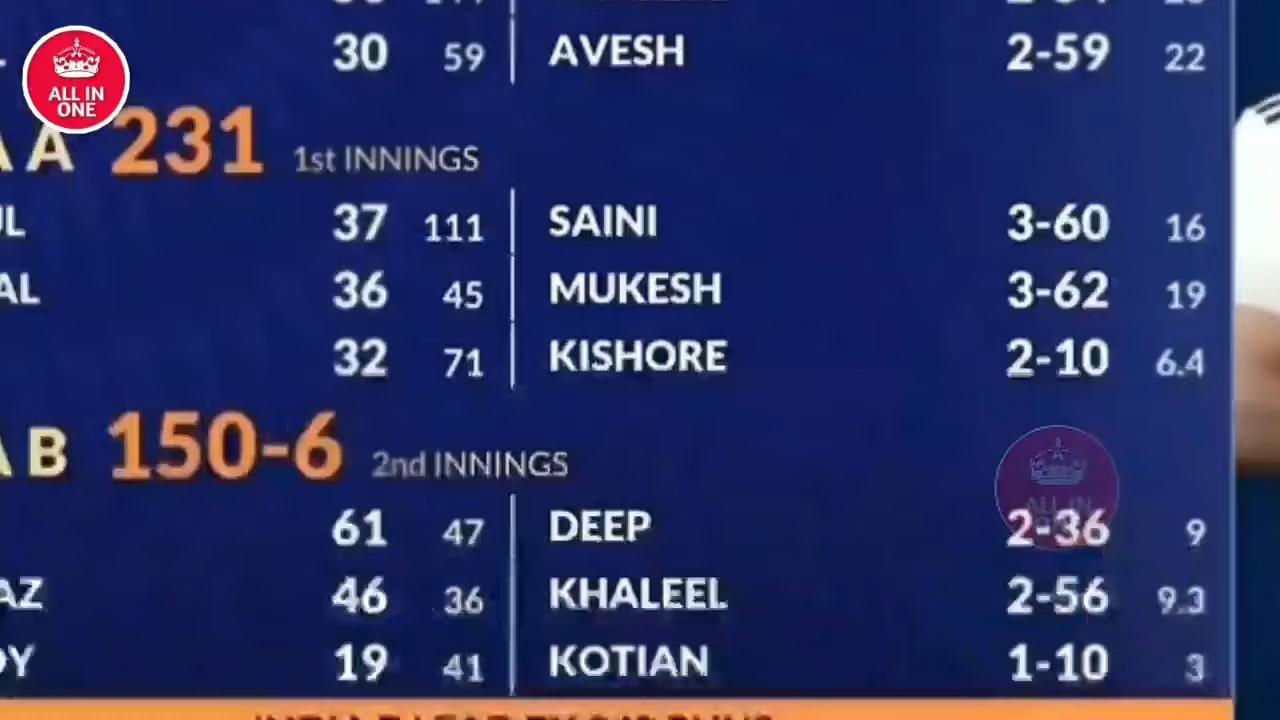 30 59 AVESH 2-59 22
ALL IN
ONE
A 231 1st INNINGS
UL 37 111 SAINI 3-60 16
AL 36 45 MUKESH 3-62 19
32 71 KISHORE 2-10 6.4
A B 150-6 2nd INNINGS
ALL IN
61 47 DEEP 2-36 9
AZ 46 36 KHALEEL 2-56 9.3
DY 19 41 KOTIAN 1-10 3